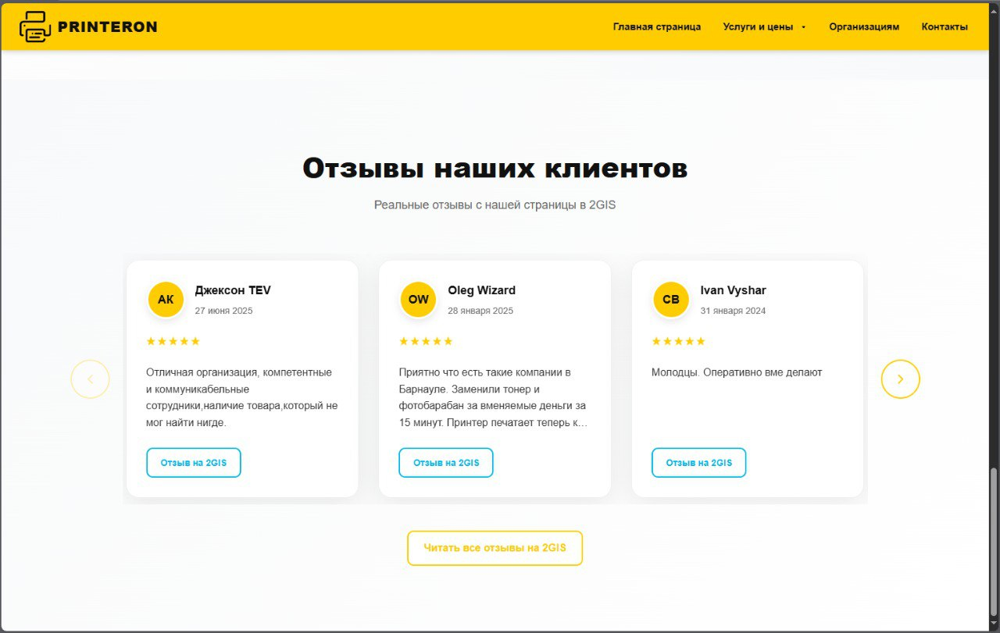 PRINTERON
Главная страница Услуги и цены Организациям Контакты
Отзывы наших клиентов
Реальные отзывы с нашей страницы в 2GIS
АК
Джексон TEV
27 июня 2025
★★★★★
Отличная организация, компетентные
и коммуникабельные
сотрудники,наличие товара,который не
мог найти нигде.
Отзыв на 2GIS
OW
Oleg Wizard
28 января 2025
★★★★★
Приятно что есть такие компании в
Барнауле. Заменили тонер и
фотобарабан за вменяемые деньги за
15 минут. Принтер печатает теперь к...
Отзыв на 2GIS
СВ
Ivan Vyshar
31 января 2024
★★★★★
Молодцы. Оперативно вме делают
Отзыв на 2GIS
Читать все отзывы на 2GIS